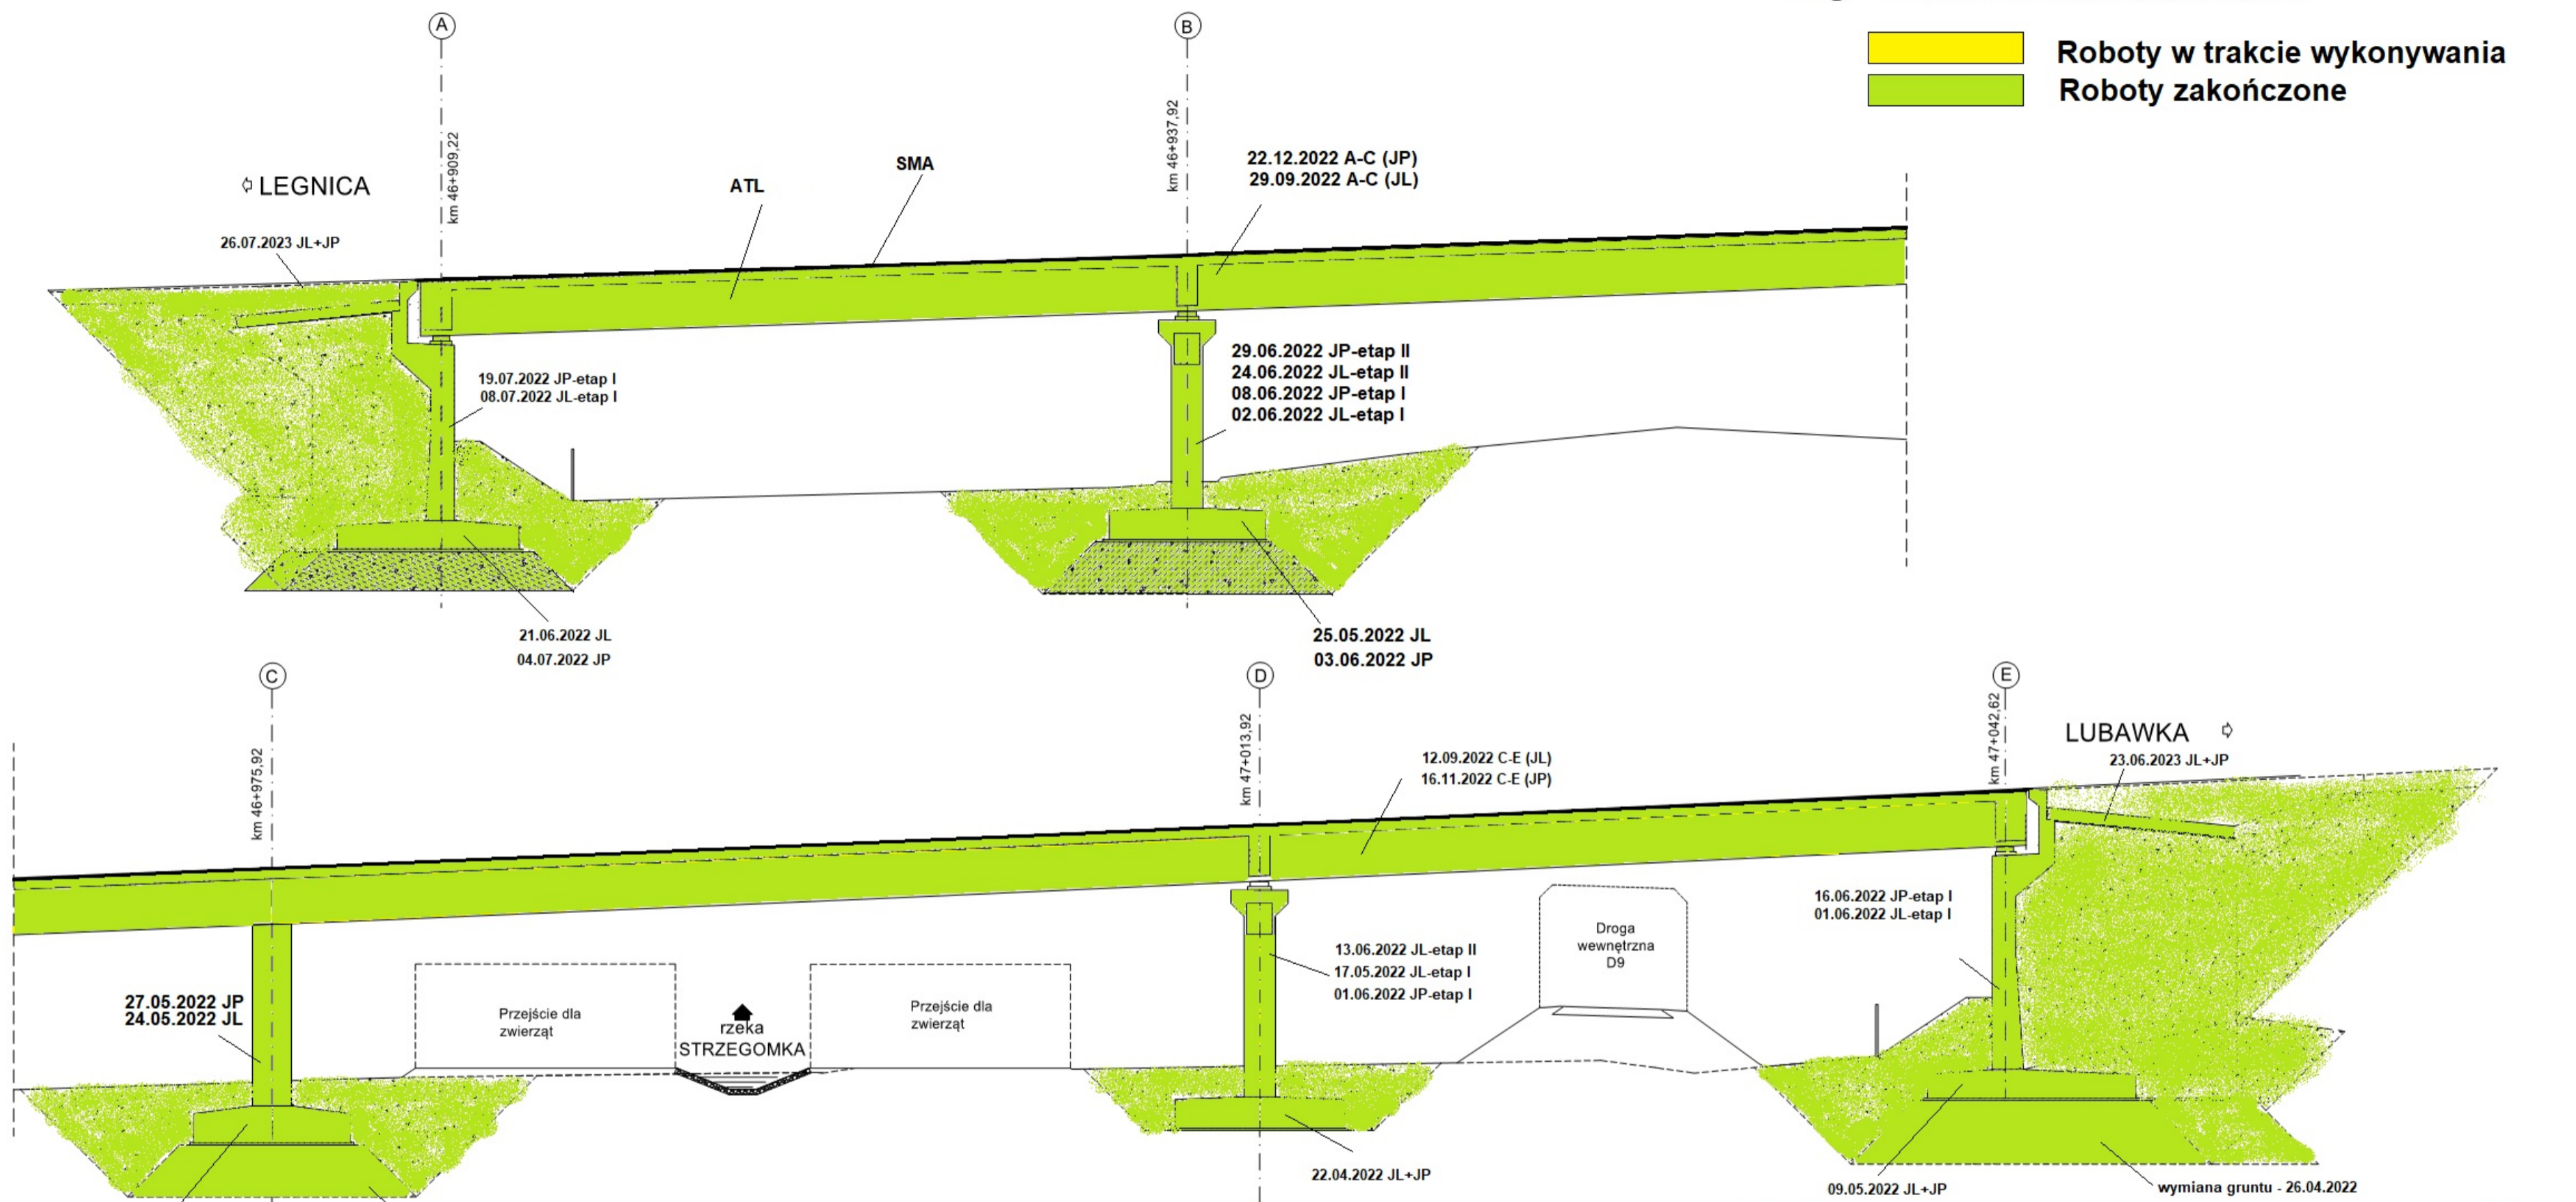 Roboty w trakcie wykonywania
Roboty zakończone
A
B
km 46+909,22
km 46+937,92
LEGNICA
26.07.2023 JL+JP
ATL
SMA
22.12.2022 A-C (JP)
29.09.2022 A-C (JL)
19.07.2022 JP-etap I
08.07.2022 JL-etap I
29.06.2022 JP-etap II
24.06.2022 JL-etap II
08.06.2022 JP-etap I
02.06.2022 JL-etap I
21.06.2022 JL
04.07.2022 JP
25.05.2022 JL
03.06.2022 JP
C
D
E
km 46+975,92
km 47+013,92
km 47+042,62
12.09.2022 C-E (JL)
16.11.2022 C-E (JP)
LUBAWKA
23.06.2023 JL+JP
27.05.2022 JP
24.05.2022 JL
Przejście dla
zwierząt
rzeka
STRZEGOMKA
Przejście dla
zwierząt
13.06.2022 JL-etap II
17.05.2022 JL-etap I
01.06.2022 JP-etap I
Droga
wewnętrzna
D9
16.06.2022 JP-etap I
01.06.2022 JL-etap I
22.04.2022 JL+JP
09.05.2022 JL+JP
wymiana gruntu - 26.04.2022